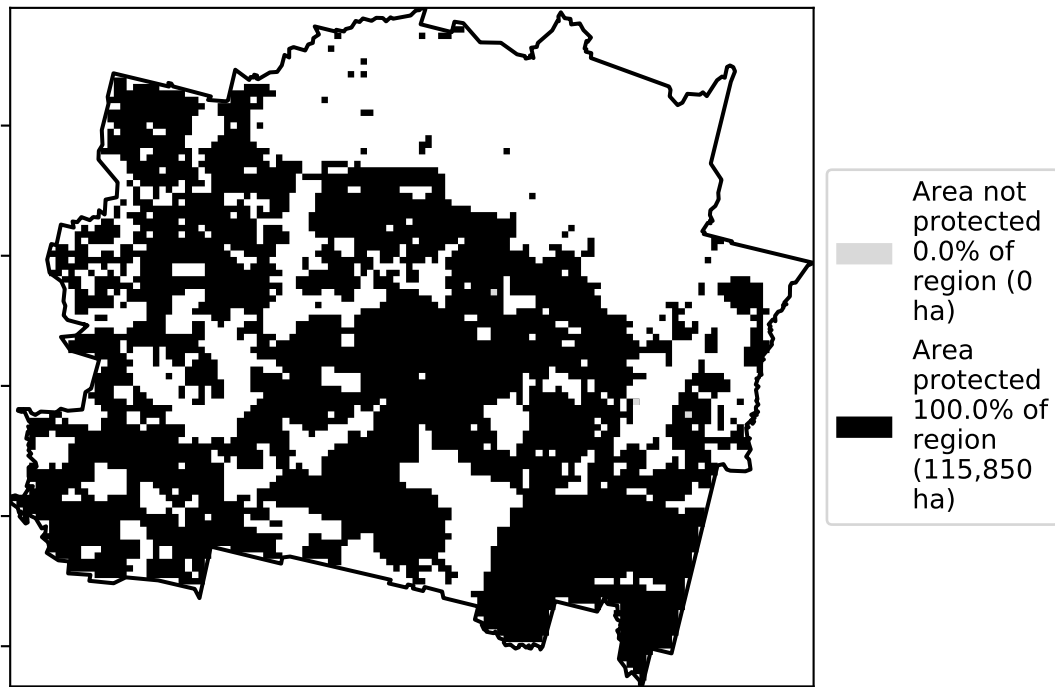 Area not
protected
0.0% of
region (0
ha)
Area
protected
100.0% of
region
(115,850
ha)